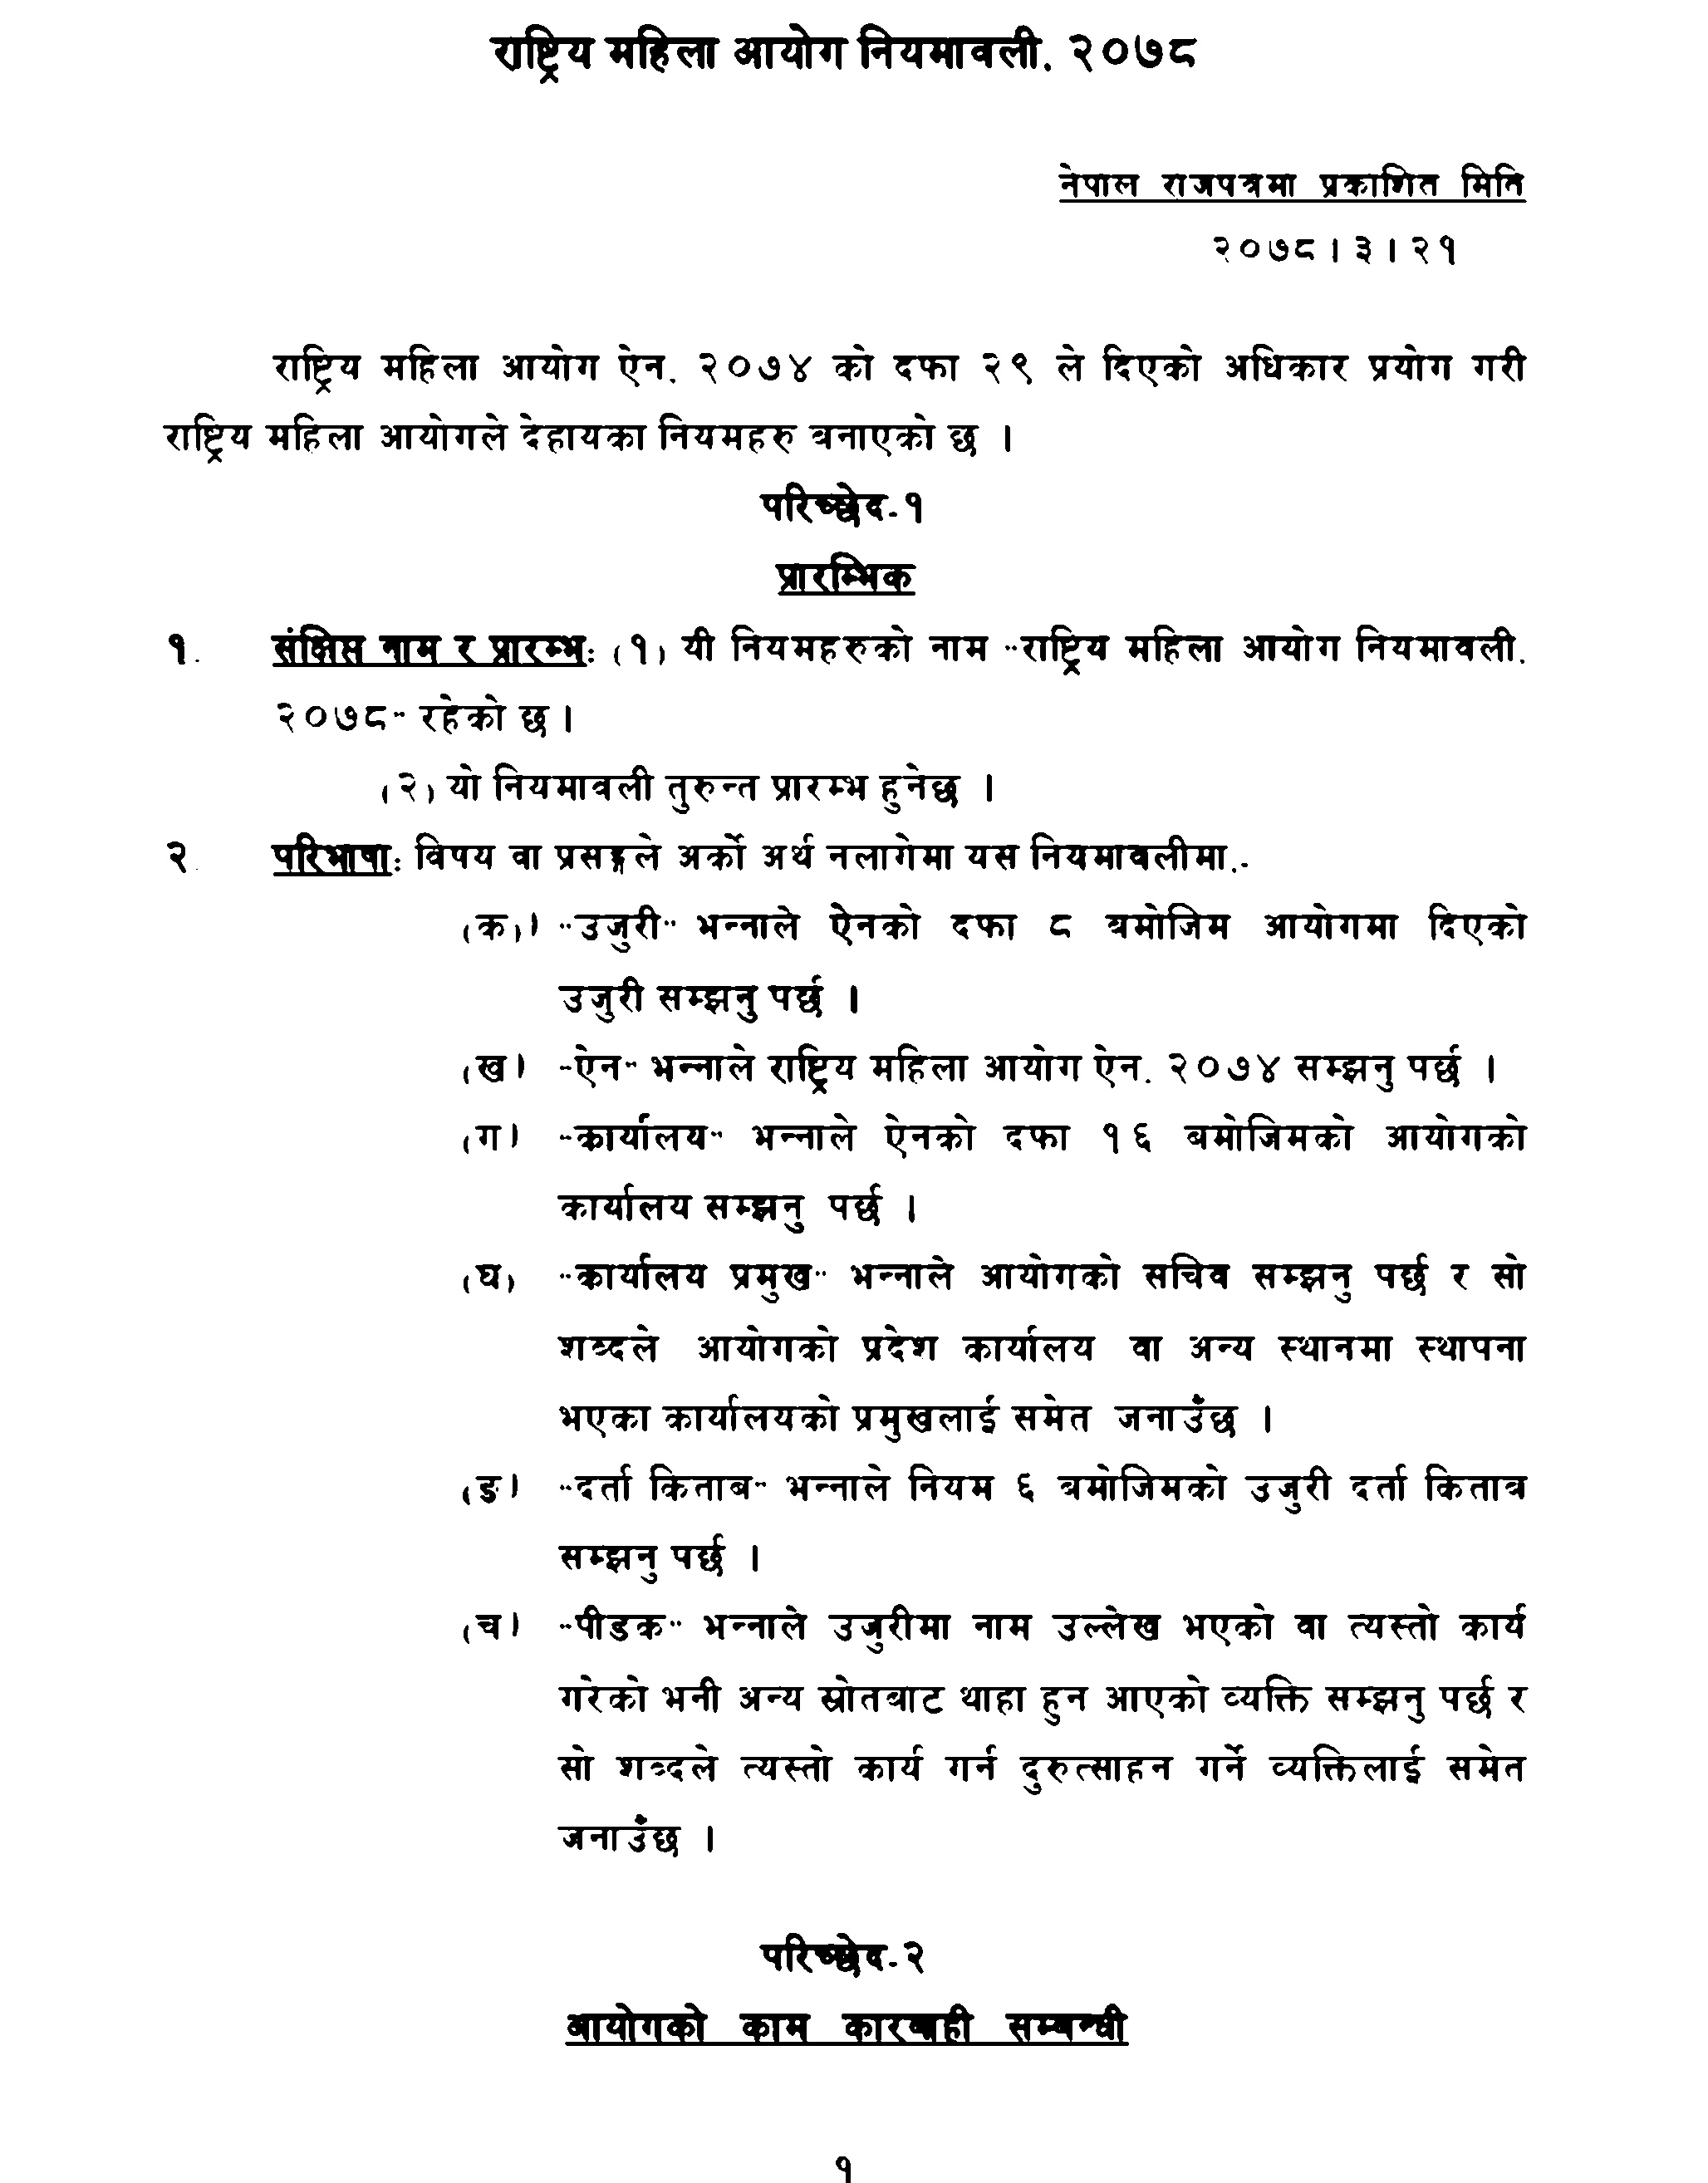 राष्ट्रिय महिला आयोग नियमावली, २०७८
नेपाल राजपत्रमा प्रकाशित मिति
२०७८।३।२१
राष्ट्रिय महिला आयोग ऐन, २०७४ को दफा २९ ले दिएको अधिकार प्रयोग गरी
राष्ट्रिय महिला आयोगले देहायका नियमहरु बनाएको छ ।
परिच्छेद-१
प्रारम्भिक
१. संक्षिप्त नाम र प्रारम्भः (१) यी नियमहरुको नाम "राष्ट्रिय महिला आयोग नियमावली,
२०७८" रहेको छ।
(२) यो नियमावली तुरुन्त प्रारम्भ हुनेछ ।
२. परिभाषाः विषय वा प्रसङ्गले अर्को अर्थ नलागेमा यस नियमावलीमा,-
(क) "उजुरी" भन्नाले ऐनको दफा ८ बमोजिम आयोगमा दिएको
उजुरी सम्झनु पर्छ ।
(ख) "ऐन" भन्नाले राष्ट्रिय महिला आयोग ऐन, २०७४ सम्झनु पर्छ ।
(ग) "कार्यालय" भन्नाले ऐनको दफा १६ बमोजिमको आयोगको
कार्यालय सम्झनु पर्छ ।
(घ) "कार्यालय प्रमुख" भन्नाले आयोगको सचिव सम्झनु पर्छ र सो
शब्दले आयोगको प्रदेश कार्यालय वा अन्य स्थानमा स्थापना
भएका कार्यालयको प्रमुखलाई समेत जनाउँछ ।
(ङ) "दर्ता किताब" भन्नाले नियम ६ बमोजिमको उजुरी दर्ता किताब
सम्झनु पर्छ ।
(च) "पीडक" भन्नाले उजुरीमा नाम उल्लेख भएको वा त्यस्तो कार्य
गरेको भनी अन्य स्रोतबाट थाहा हुन आएको व्यक्ति सम्झनु पर्छ र
सो शब्दले त्यस्तो कार्य गर्न दुरुत्साहन गर्ने व्यक्तिलाई समेत
जनाउँछ ।
परिच्छेद-२
आयोगको काम कारबाही सम्बन्धी
१